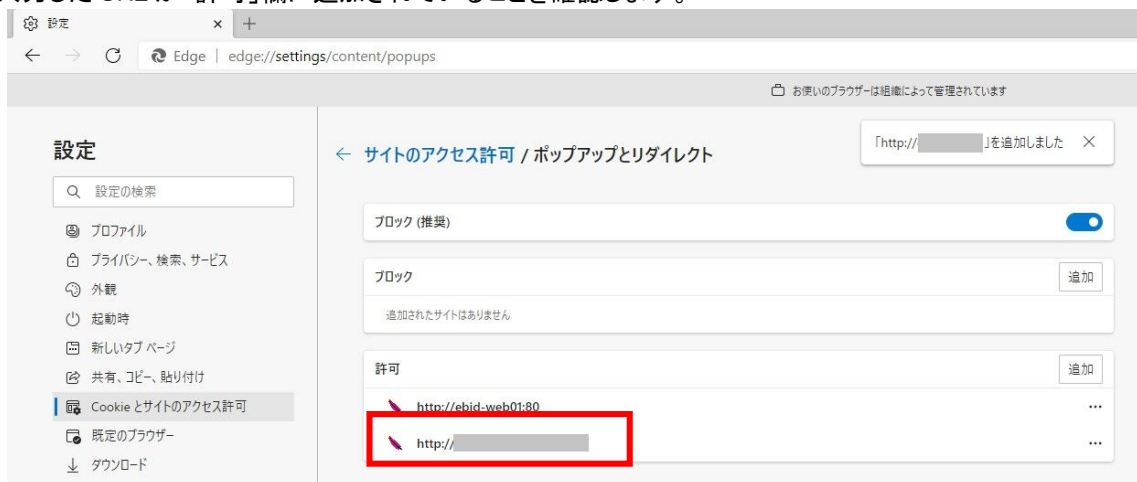 設定
Edge | edge://settings/content/popups
お使いのブラウザーは組織によって管理されています
設定
設定の検索
プロファイル
プライバシー、検索、サービス
外観
起動時
新しいタブ ページ
共有、コピー、貼り付け
Cookie とサイトのアクセス許可
既定のブラウザー
ダウンロード
サイトのアクセス許可 / ポップアップとリダイレクト
「http:// 」を追加しました
ブロック (推奨)
ブロック
追加
追加されたサイトはありません
許可
追加
http://ebid-web01:80
http://